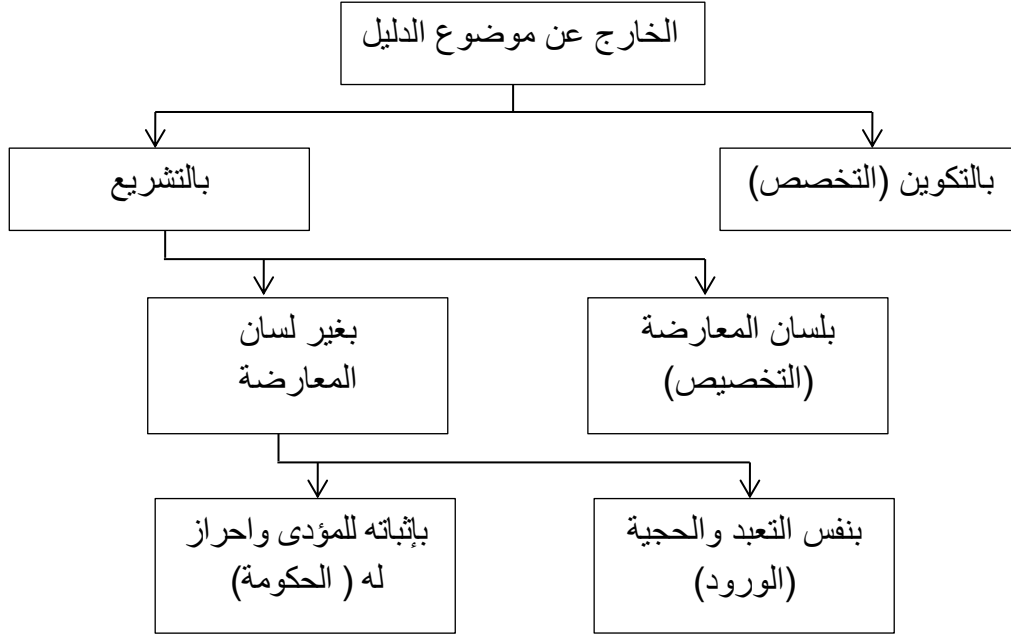 الخارج عن موضوع الدليل
بالتكوين (التخصص)
بالتشريع
بلسان المعارضة
(التخصيص)
بغير لسان
المعارضة
بنفس التعبد والحجية
(الورود)
بإثباته للمؤدى واحراز
له ( الحكومة)